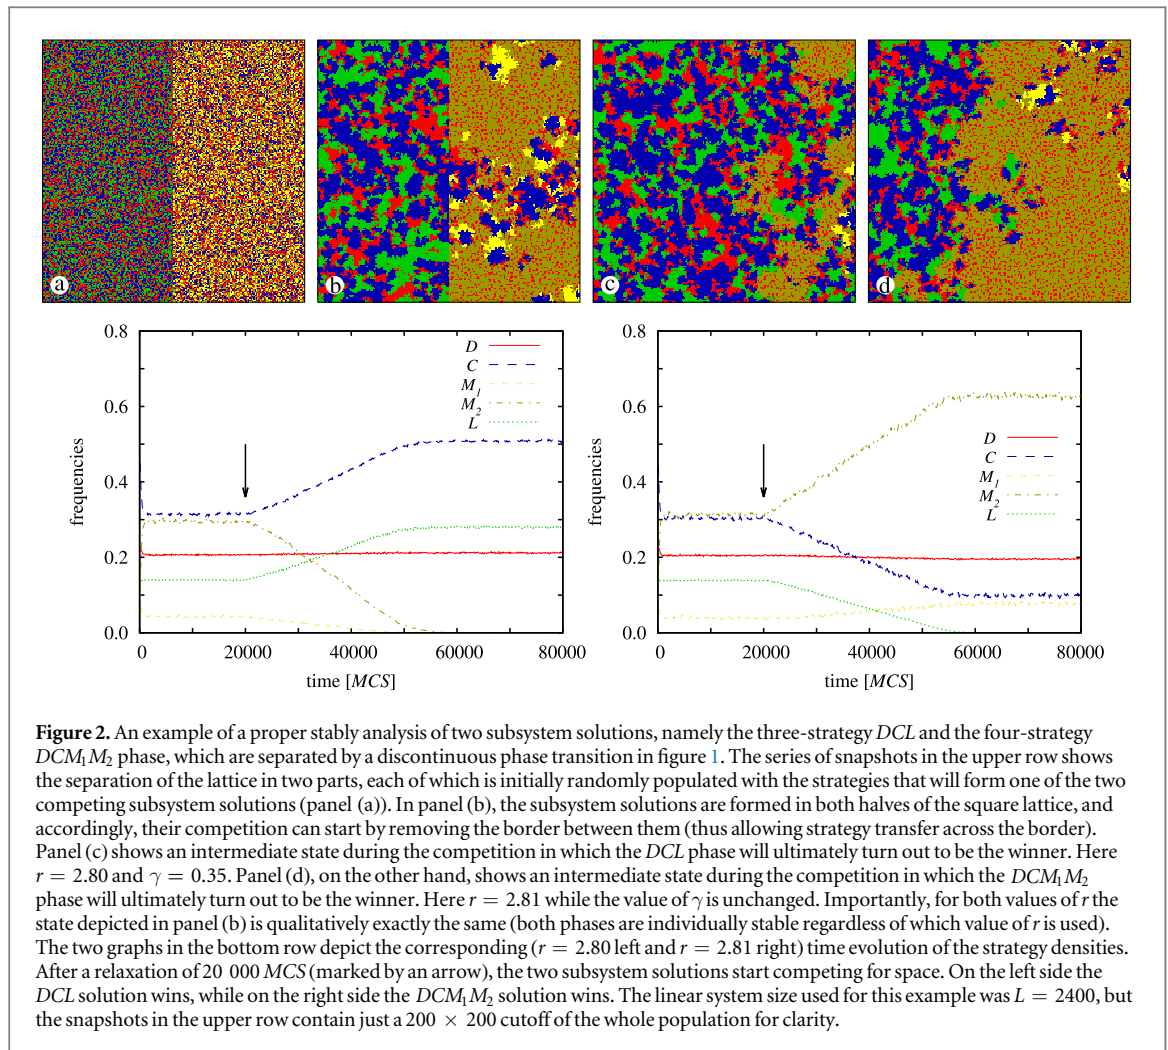 a
b
c
d
0.8
0.6
0.4
0.2
0.0
frequencies
D
C
M1
M2
L
0
20000
40000
60000
80000
time [MCS]
0.8
0.6
0.4
0.2
0.0
frequencies
D
C
M1
M2
L
0
20000
40000
60000
80000
time [MCS]
Figure 2. An example of a proper stably analysis of two subsystem solutions, namely the three-strategy DCL and the four-strategy
DCM1M2 phase, which are separated by a discontinuous phase transition in figure 1. The series of snapshots in the upper row shows
the separation of the lattice in two parts, each of which is initially randomly populated with the strategies that will form one of the two
competing subsystem solutions (panel (a)). In panel (b), the subsystem solutions are formed in both halves of the square lattice, and
accordingly, their competition can start by removing the border between them (thus allowing strategy transfer across the border).
Panel (c) shows an intermediate state during the competition in which the DCL phase will ultimately turn out to be the winner. Here
r = 2.80 and γ = 0.35. Panel (d), on the other hand, shows an intermediate state during the competition in which the DCM1M2
phase will ultimately turn out to be the winner. Here r = 2.81 while the value of γ is unchanged. Importantly, for both values of r the
state depicted in panel (b) is qualitatively exactly the same (both phases are individually stable regardless of which value of r is used).
The two graphs in the bottom row depict the corresponding (r = 2.80 left and r = 2.81 right) time evolution of the strategy densities.
After a relaxation of 20 000 MCS (marked by an arrow), the two subsystem solutions start competing for space. On the left side the
DCL solution wins, while on the right side the DCM1M2 solution wins. The linear system size used for this example was L = 2400, but
the snapshots in the upper row contain just a 200 × 200 cutoff of the whole population for clarity.